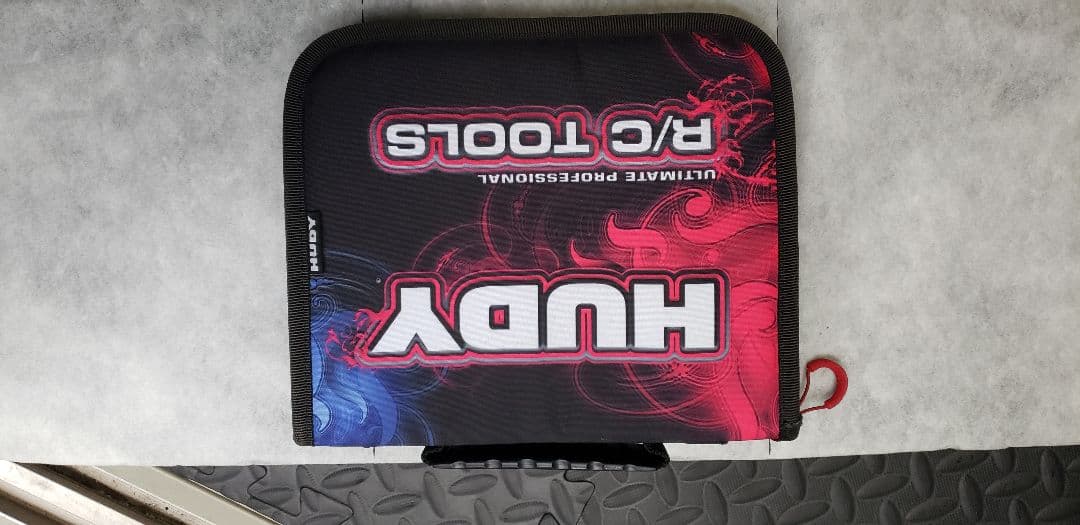 HUDY
ULTIMATE PROFESSIONAL
R/C TOOLS
HUDY